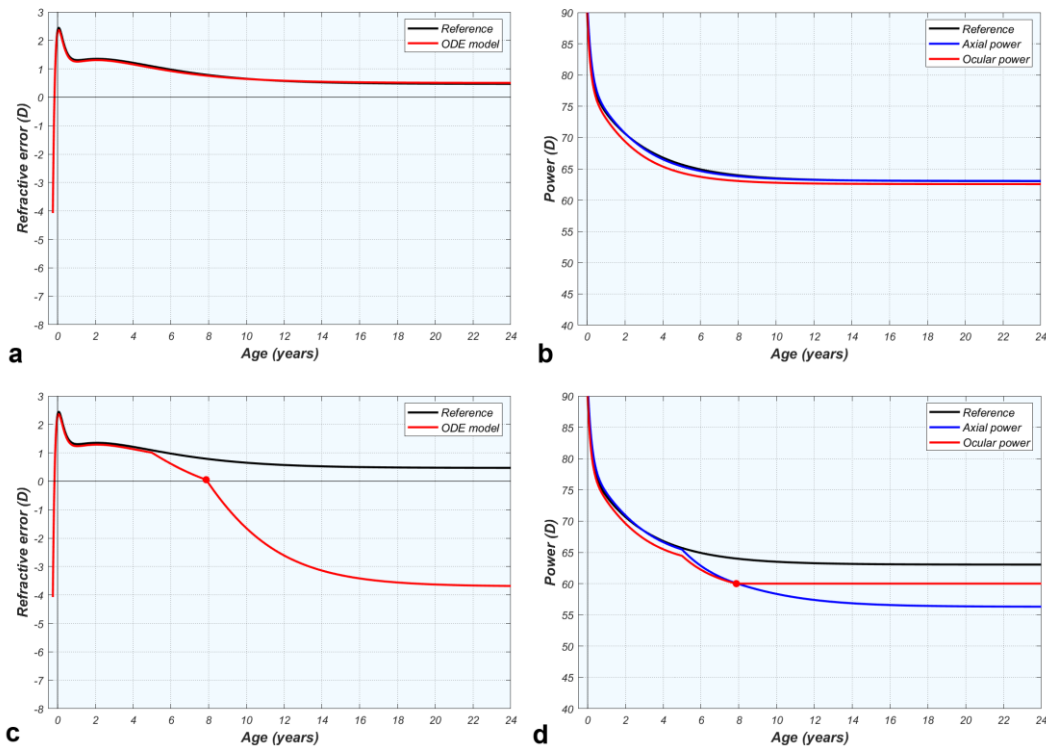 3
2
1
0
-1
-2
-3
-4
-5
-6
-7
-8
Refractive error (D)
Reference
ODE model
0 2 4 6 8 10 12 14 16 18 20 22 24
Age (years)
a
90
85
80
75
70
65
60
55
50
45
40
Power (D)
Reference
Axial power
Ocular power
0 2 4 6 8 10 12 14 16 18 20 22 24
Age (years)
b
3
2
1
0
-1
-2
-3
-4
-5
-6
-7
-8
Refractive error (D)
Reference
ODE model
0 2 4 6 8 10 12 14 16 18 20 22 24
Age (years)
c
90
85
80
75
70
65
60
55
50
45
40
Power (D)
Reference
Axial power
Ocular power
0 2 4 6 8 10 12 14 16 18 20 22 24
Age (years)
d